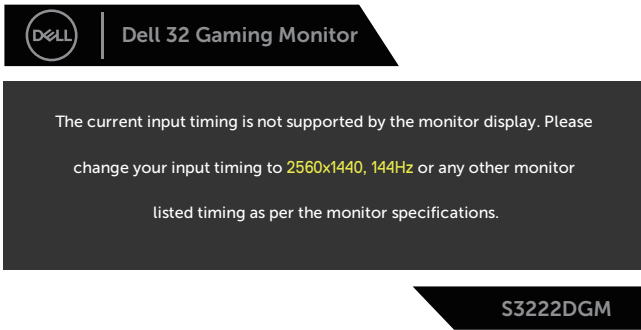 DELL
Dell 32 Gaming Monitor
The current input timing is not supported by the monitor display. Please
change your input timing to 2560x1440, 144Hz or any other monitor
listed timing as per the monitor specifications.
S3222DGM